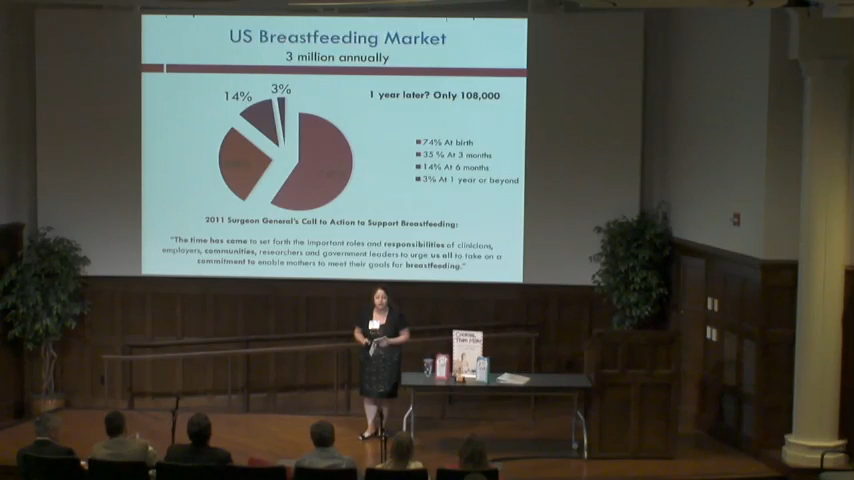 US Breastfeeding Market
3 million annually
1 year later? Only 108,000
3%
14%
74% At birth
35 % At 3 months
14% At 6 months
3% At 1 year or beyond
2011 Surgeon General's Call to Action to Support Breastfeeding:
"The time has come to set forth the important roles and responsibilities of clinicians,
employers, communities, researchers and government leaders to urge us all to take on a
commitment to enable mothers to meet their goals for breastfeeding."